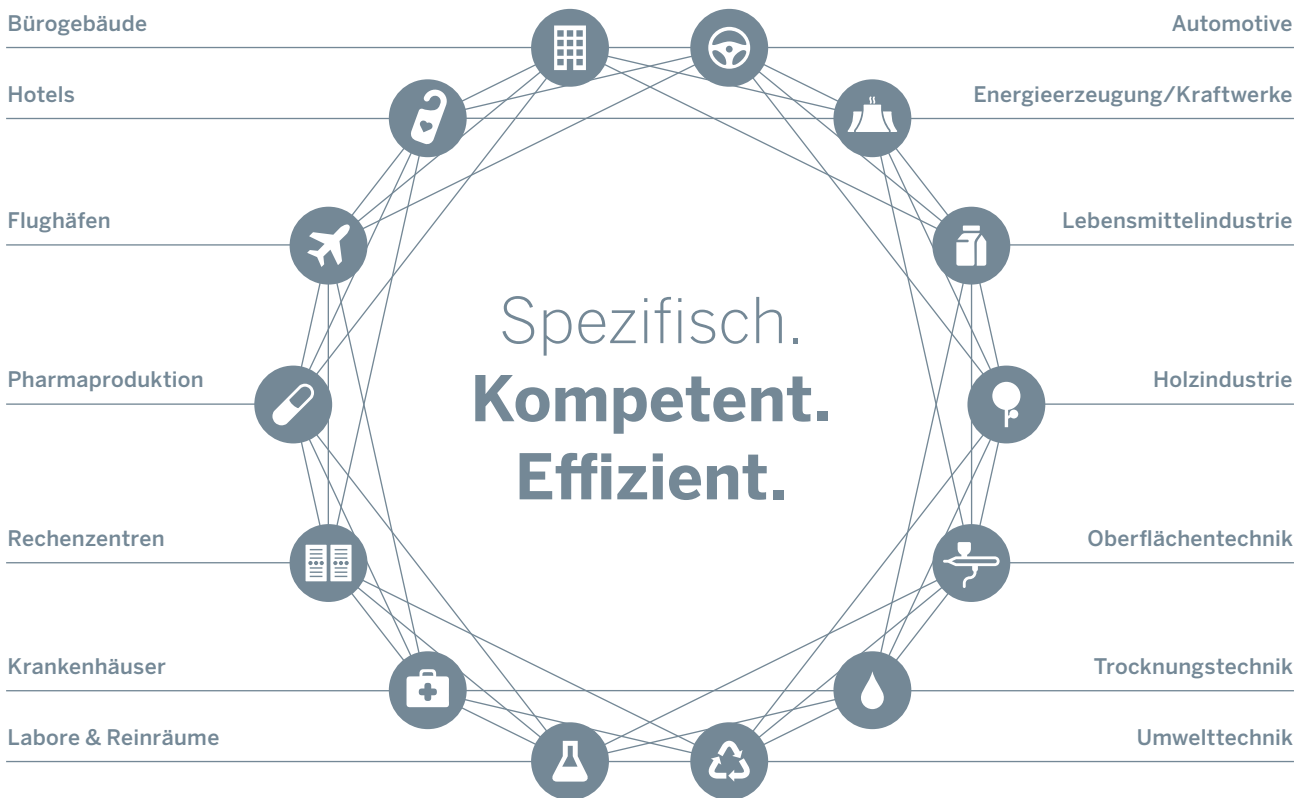 Bürogebäude
Hotels
Flughäfen
Pharmaproduktion
Rechenzentren
Krankenhäuser
Labore & Reinräume
Spezifisch.
Kompetent.
Effizient.
Automotive
Energieerzeugung/Kraftwerke
Lebensmittelindustrie
Holzindustrie
Oberflächentechnik
Trocknungstechnik
Umwelttechnik